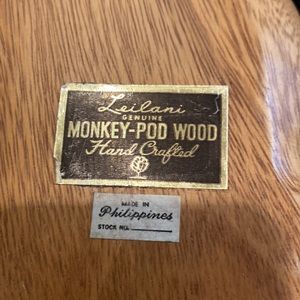 Leilani
GENUINE
MONKEY-POD WOOD
Hand Crafted
MADE IN
Philippines
STOCK NO.